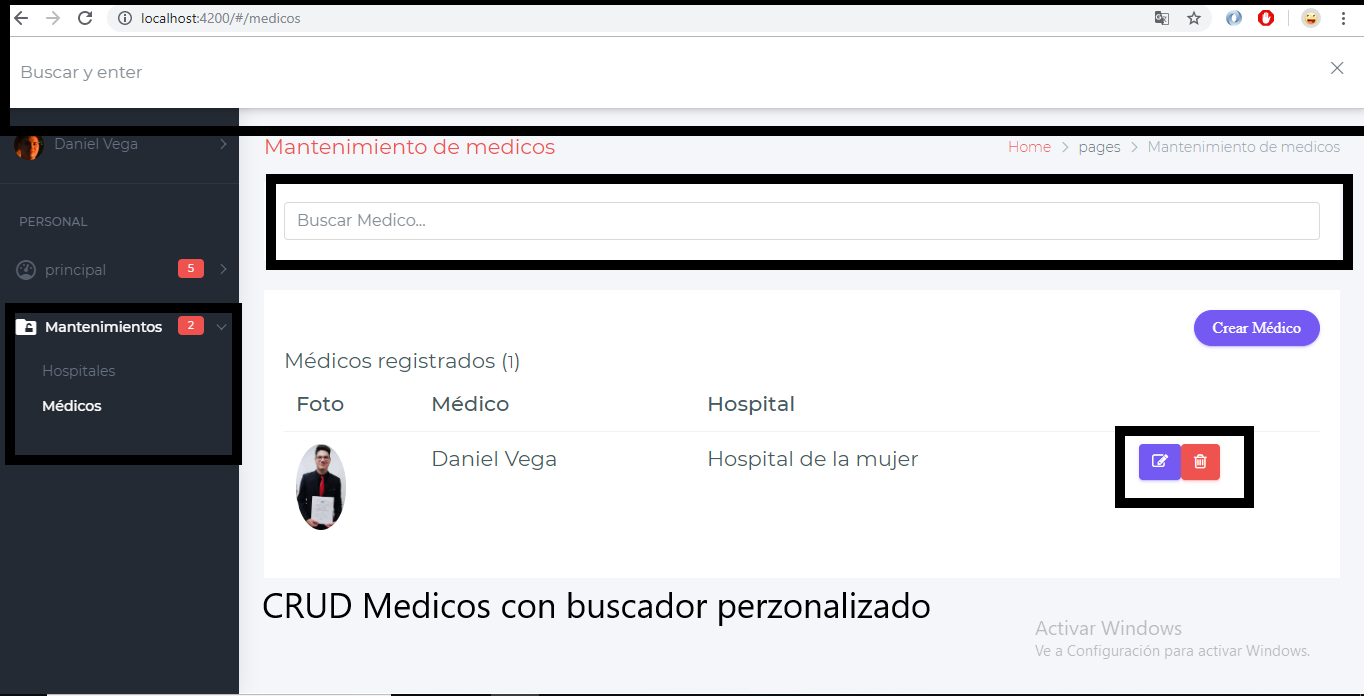 localhost:4200/#/medicos
Buscar y enter
Daniel Vega
Mantenimiento de medicos
Home > pages > Mantenimiento de medicos
PERSONAL
Buscar Medico...
principal 5
Mantenimientos 2
Hospitales
Médicos
Crear Médico
Médicos registrados (1)
Foto Médico Hospital
Daniel Vega Hospital de la mujer
CRUD Medicos con buscador perzonalizado
Activar Windows
Ve a Configuración para activar Windows.